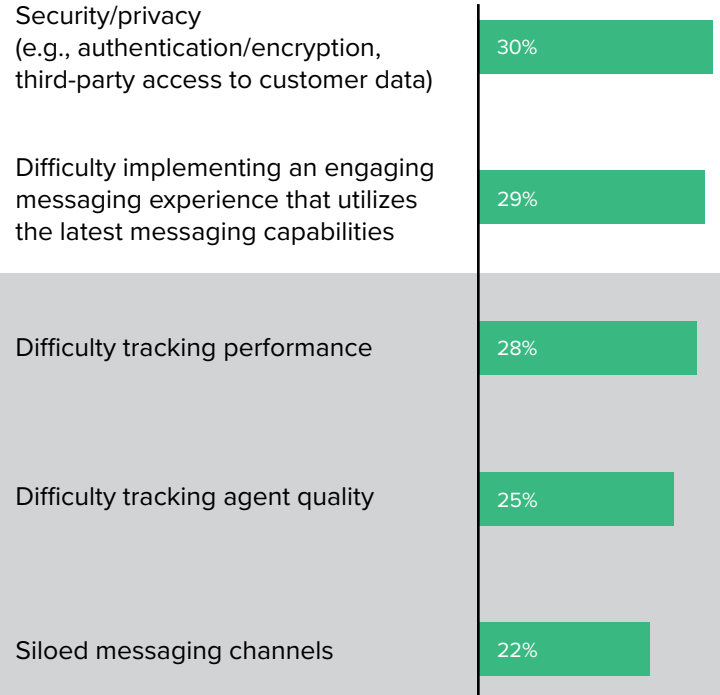 Security/privacy
(e.g., authentication/encryption,
third-party access to customer data)
30%
Difficulty implementing an engaging
messaging experience that utilizes
the latest messaging capabilities
29%
Difficulty tracking performance
28%
Difficulty tracking agent quality
25%
Siloed messaging channels
22%